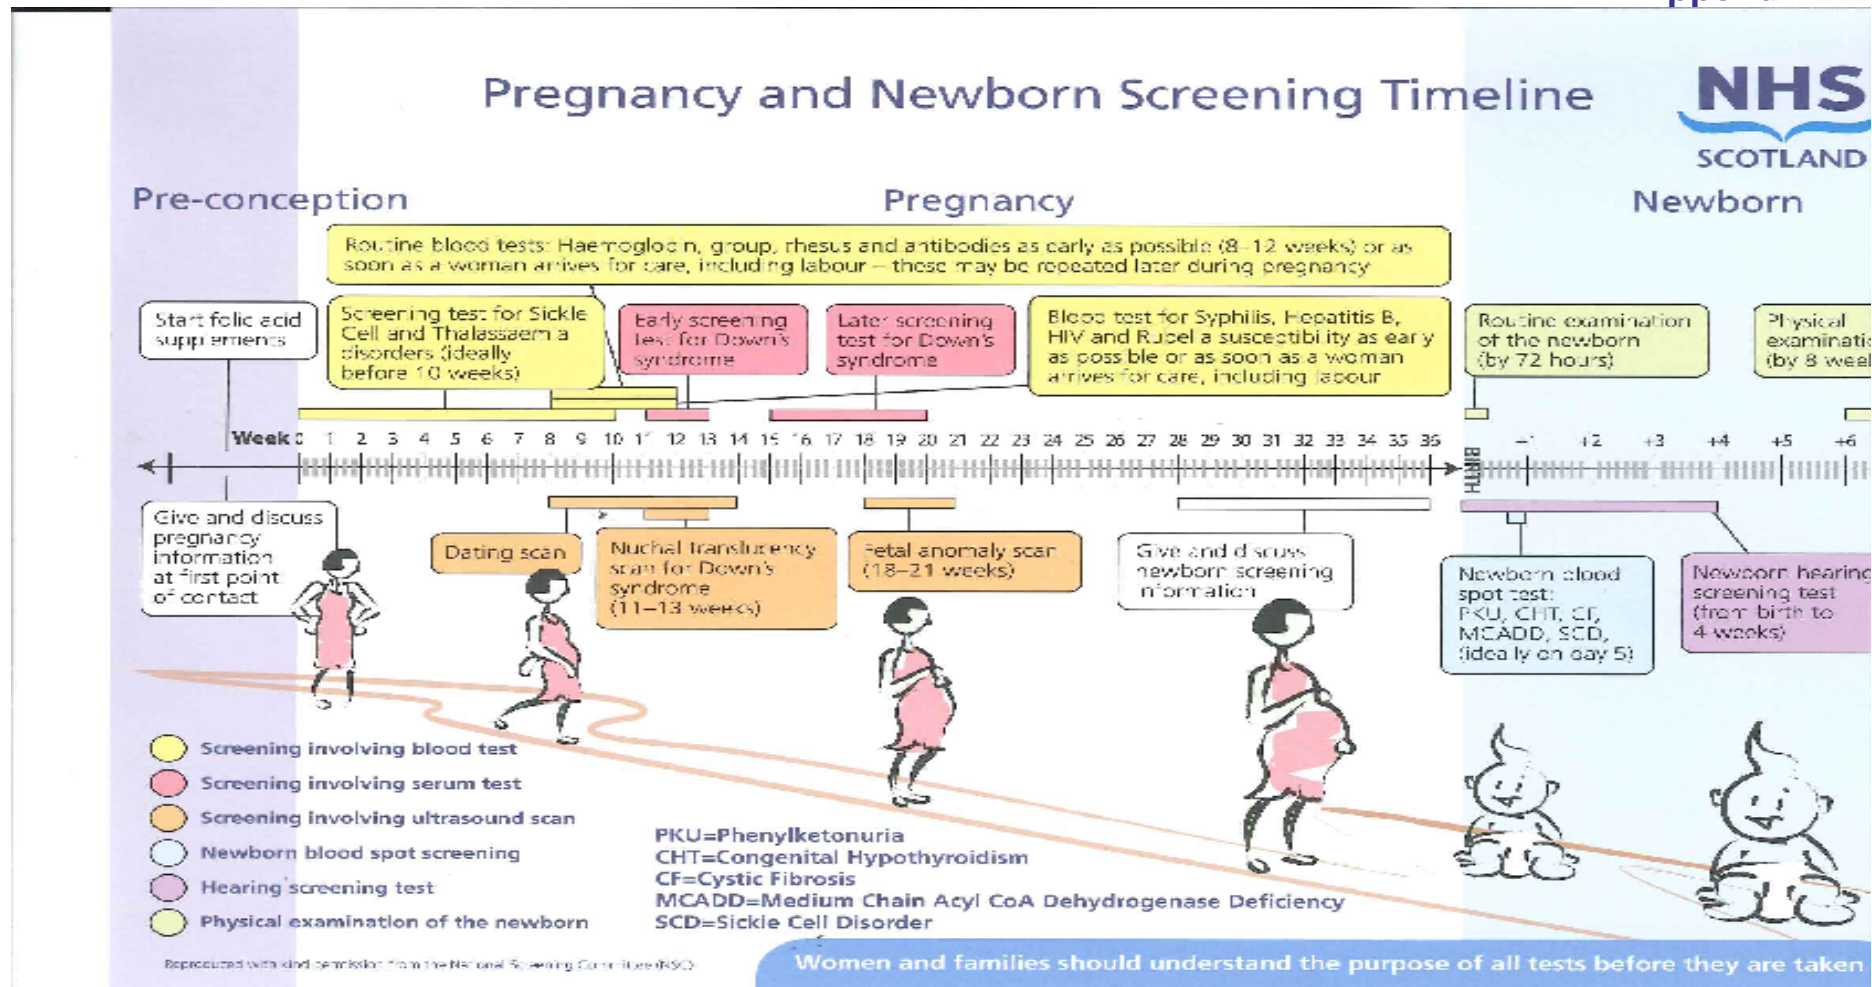 Pregnancy and Newborn Screening Timeline
NHS
SCOTLAND
Pre-conception
Pregnancy
Newborn
Routine blood tests: Haemoglobin, group, rhesus and antibodies as early as possible (8–12 weeks) or as
soon as a woman arrives for care, including labour – these may be repeated later during pregnancy
Start folic acid
supplements
Screening test for Sickle
Cell and Thalassaemia
disorders (ideally
before 10 weeks)
Early screening
test for Down's
syndrome
Later screening
test for Down's
syndrome
Blood test for Syphilis, Hepatitis B,
HIV and Rubella susceptibility as early
as possible or as soon as a woman
arrives for care, including labour
Routine examination
of the newborn
(by 72 hours)
Physical
(by 8
Week 0 1 2 3 4 5 6 7 8 9 10 11 12 13 14 15 16 17 18 19 20 21 22 23 24 25 26 27 28 29 30 31 32 33 34 35 36
BIRTH
+1 +2 +3 +4 +5 +6
Give and discuss
pregnancy
information
at first point
of contact
Dating scan
Nuchal translucency
scan for Down's
syndrome
(11–13 weeks)
Fetal anomaly scan
(18–21 weeks)
Give and discuss
newborn screening
information
Newborn blood
spot test:
PKU, CHT, CF,
MCADD, SCD,
(ideally on day 5)
Newborn hearing
screening test
(from birth to
4 weeks)
Screening involving blood test
Screening involving serum test
Screening involving ultrasound scan
Newborn blood spot screening
Hearing screening test
Physical examination of the newborn
PKU=Phenylketonuria
CHT=Congenital Hypothyroidism
CF=Cystic Fibrosis
MCADD=Medium Chain Acyl CoA Dehydrogenase Deficiency
SCD=Sickle Cell Disorder
Reproduced with kind permission from the National Screening Committee (NSC)
Women and families should understand the purpose of all tests before they are taken